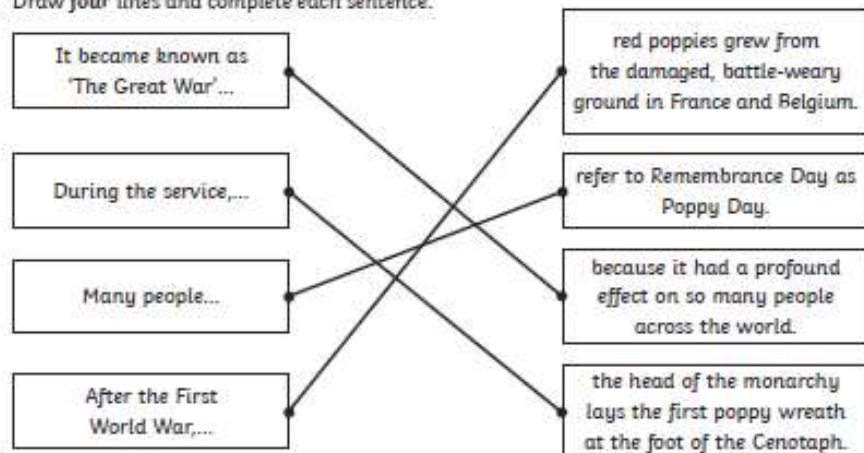 Draw four lines and complete each sentence.
It became known as
'The Great War'...
During the service,...
Many people...
After the First
World War,...
red poppies grew from
the damaged, battle-weary
ground in France and Belgium.
refer to Remembrance Day as
Poppy Day.
because it had a profound
effect on so many people
across the world.
the head of the monarchy
lays the first poppy wreath
at the foot of the Cenotaph.